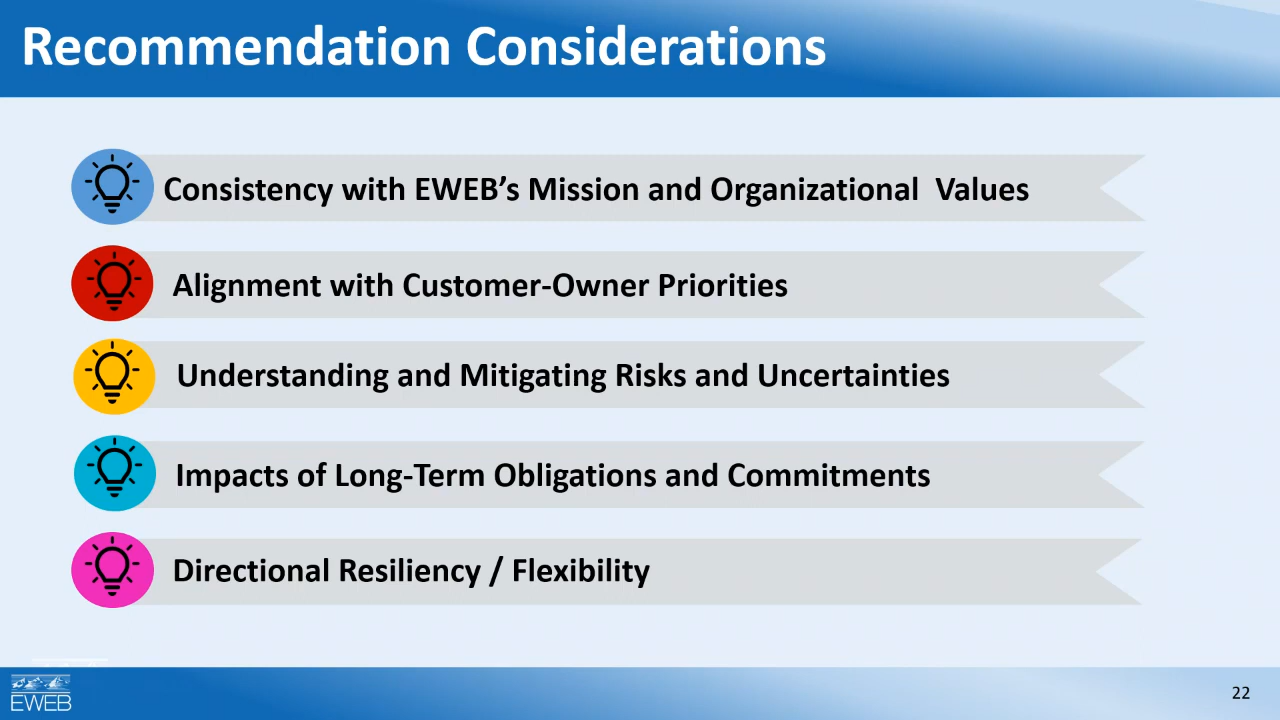 Recommendation Considerations
Consistency with EWEB’s Mission and Organizational  Values
Alignment with Customer-Owner Priorities
Understanding and Mitigating Risks and Uncertainties
Impacts of Long-Term Obligations and Commitments
Directional Resiliency / Flexibility
EWEB
22